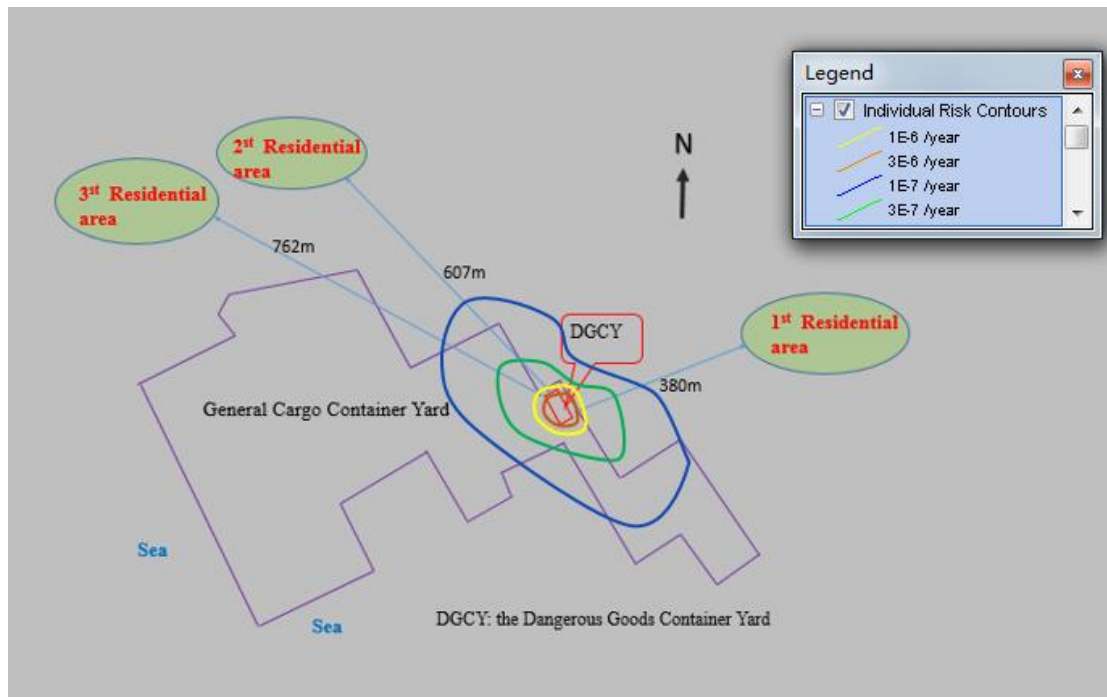 Legend
Individual Risk Contours
1E-6 /year
3E-6 /year
1E-7 /year
3E-7 /year
N
2st Residential
area
3st Residential
area
762m
607m
DGCY
1st Residential
area
380m
General Cargo Container Yard
Sea
Sea
DGCY: the Dangerous Goods Container Yard